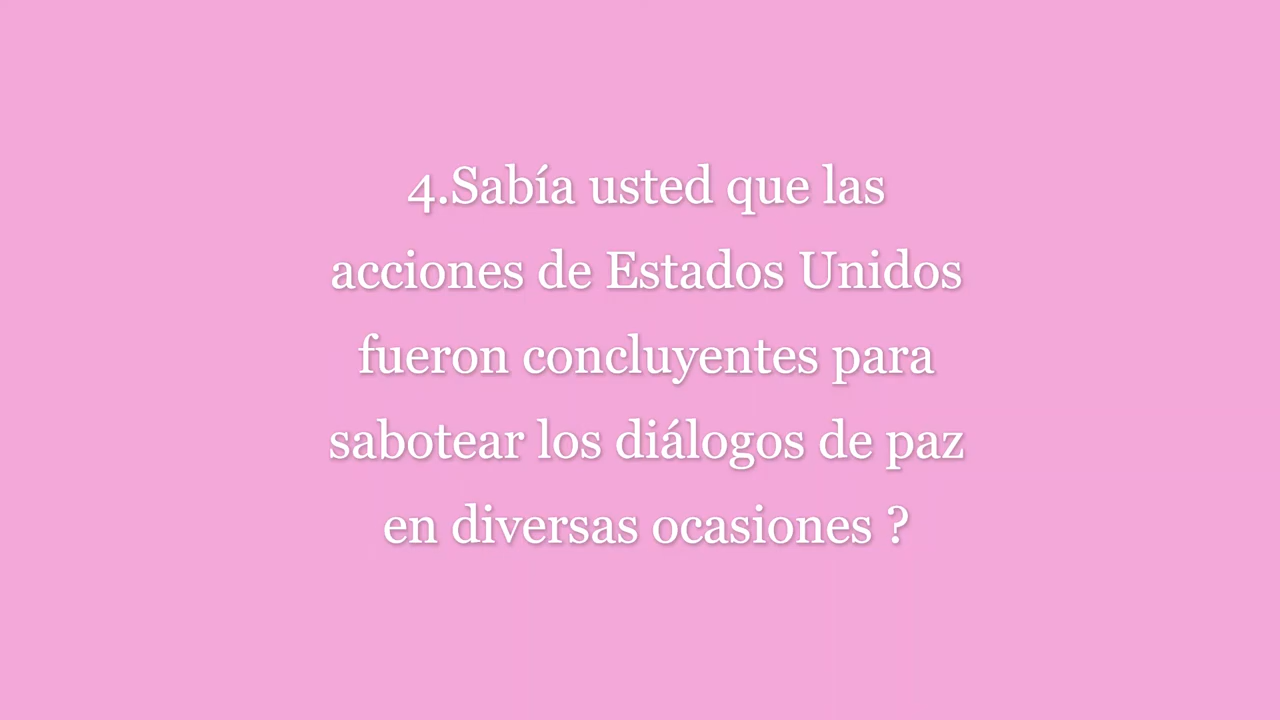 4.Sabía usted que las
acciones de Estados Unidos
fueron concluyentes para
sabotear los diálogos de paz
en diversas ocasiones ?